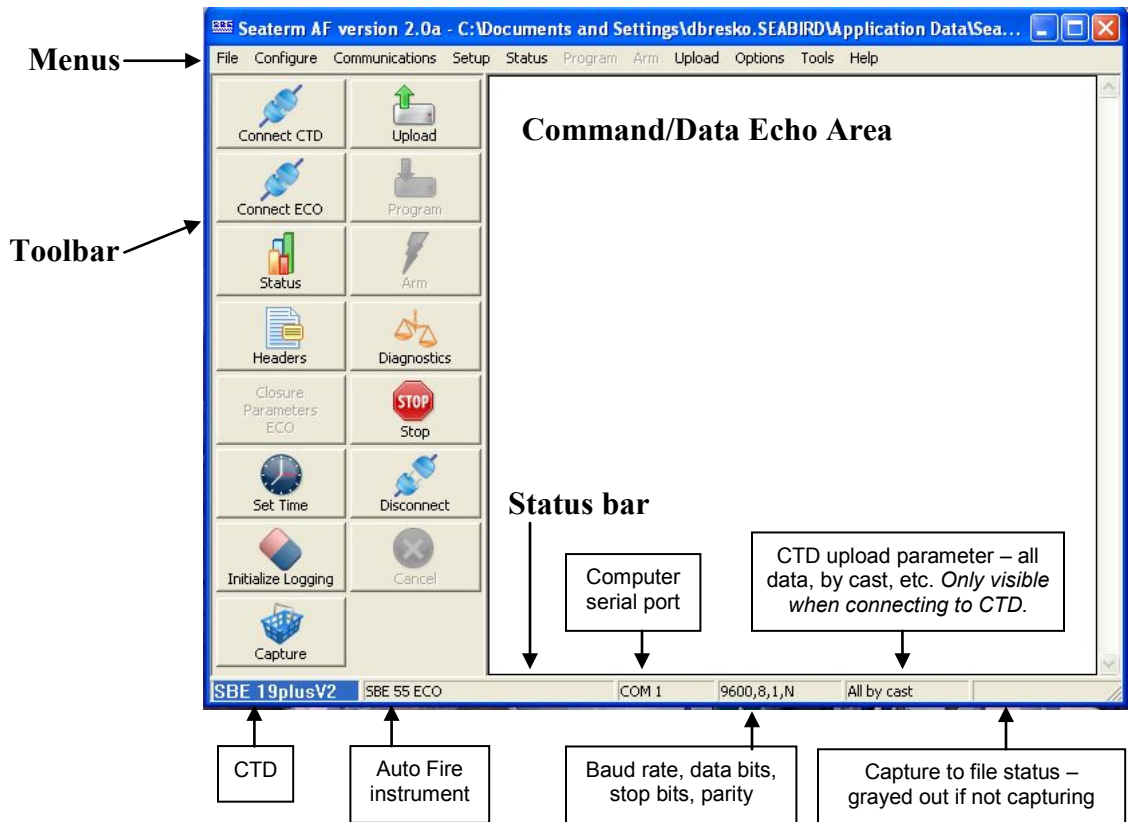 SBE Seaterm AF version 2.0a - C:\Documents and Settings\dbresko.SEABIRD\Application Data\Sea...
Menus
File Configure Communications Setup Status Program Arm Upload Options Tools Help
Connect CTD
Upload
Command/Data Echo Area
Connect ECO
Program
Toolbar
Status
Arm
Headers
Diagnostics
Closure
Parameters
ECO
STOP
Stop
Set Time
Disconnect
Status bar
Initialize Logging
Cancel
Computer
serial port
CTD upload parameter – all
data, by cast, etc. Only visible
when connecting to CTD.
Capture
SBE 19plusV2 SBE 55 ECO COM 1 9600,8,1,N All by cast
CTD
Auto Fire
instrument
Baud rate, data bits,
stop bits, parity
Capture to file status –
grayed out if not capturing